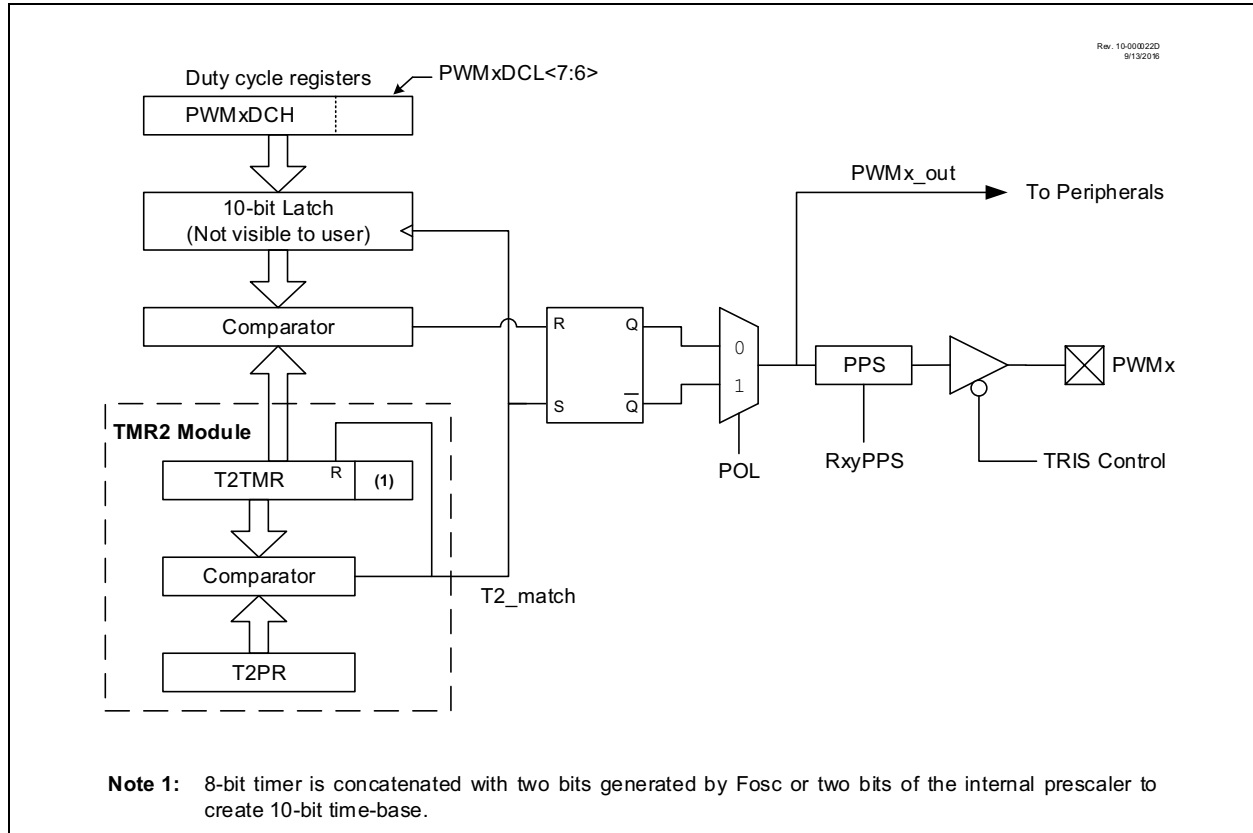 Rev. 10-000022D
9/13/2016
Duty cycle registers
PWMxDCL<7:6>
PWMxDCH
10-bit Latch
(Not visible to user)
Comparator
PWMx_out
To Peripherals
R
Q
S
Q̅
0
1
POL
PPS
RxyPPS
PWMx
TRIS Control
TMR2 Module
T2TMR
R
(1)
Comparator
T2_match
T2PR
Note 1: 8-bit timer is concatenated with two bits generated by Fosc or two bits of the internal prescaler to
create 10-bit time-base.